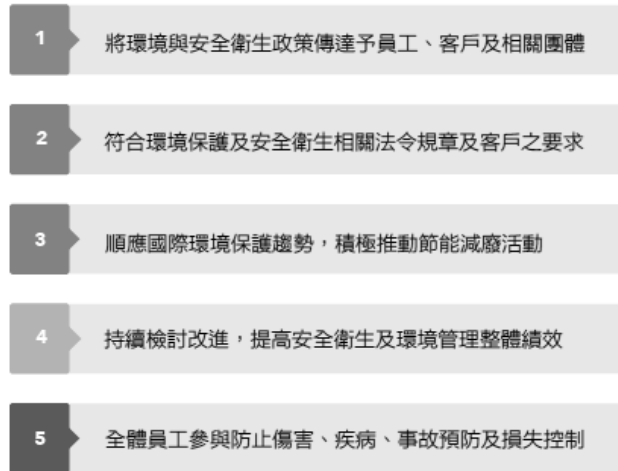 1 將環境與安全衛生政策傳達予員工、客戶及相關團體
2 符合環境保護及安全衛生相關法令規章及客戶之要求
3 順應國際環境保護趨勢，積極推動節能減廢活動
4 持續檢討改進，提高安全衛生及環境管理整體績效
5 全體員工參與防止傷害、疾病、事故預防及損失控制